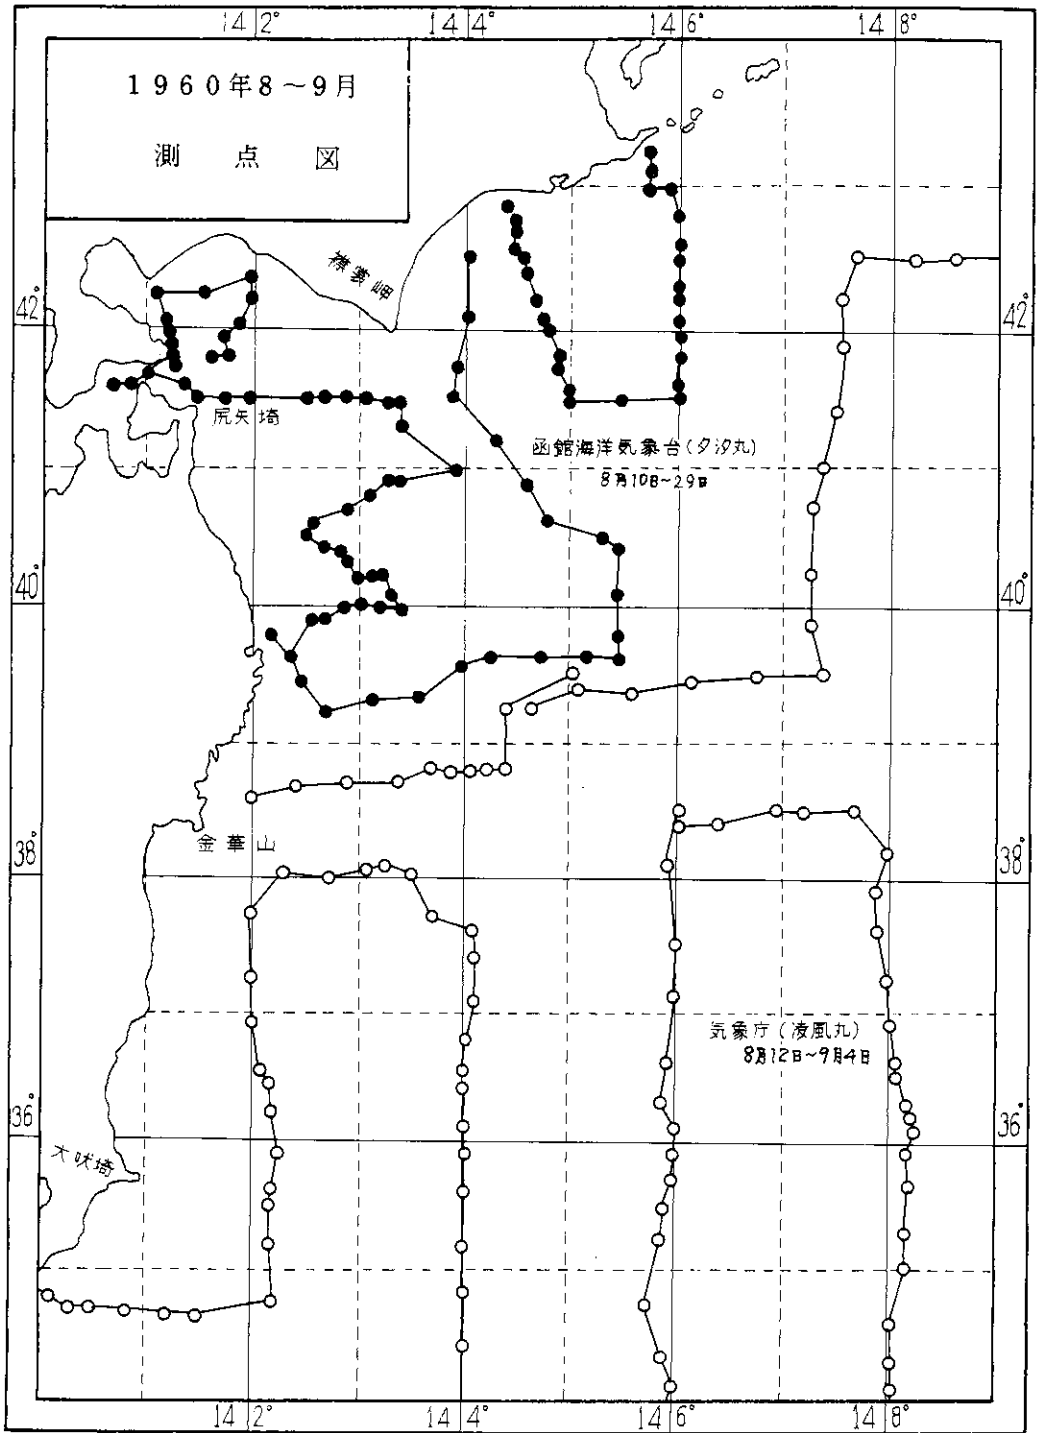 142° 144° 146° 148°
1960年8～9月
測点図
襟裳岬
42° 42°
尻矢埼
函館海洋気象台(夕汐丸)
8月10日~29日
40° 40°
金華山
38° 38°
気象庁(凌風丸)
8月12日~9月4日
36° 36°
犬吠埼
142° 144° 146° 148°